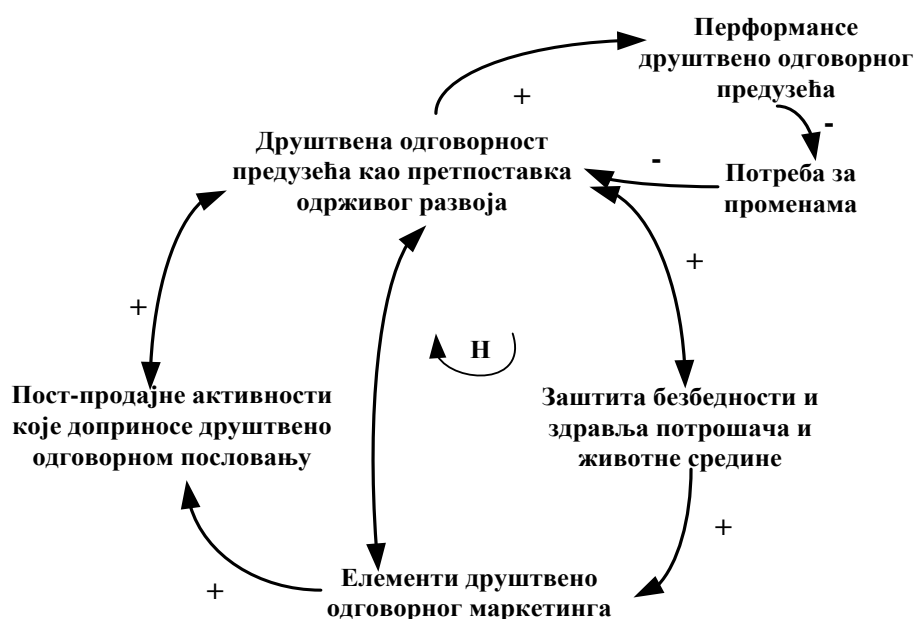 Перформансе
друштвено одговорног
предузећа
+
-
Друштвена одговорност
предузећа као претпоставка
одрживог развоја
-
Потреба за
променама
+
+
Н
Пост-продајне активности
које доприносе друштвено
одговорном пословању
Заштита безбедности и
здравља потрошача и
животне средине
+
+
Елементи друштвено
одговорног маркетинга